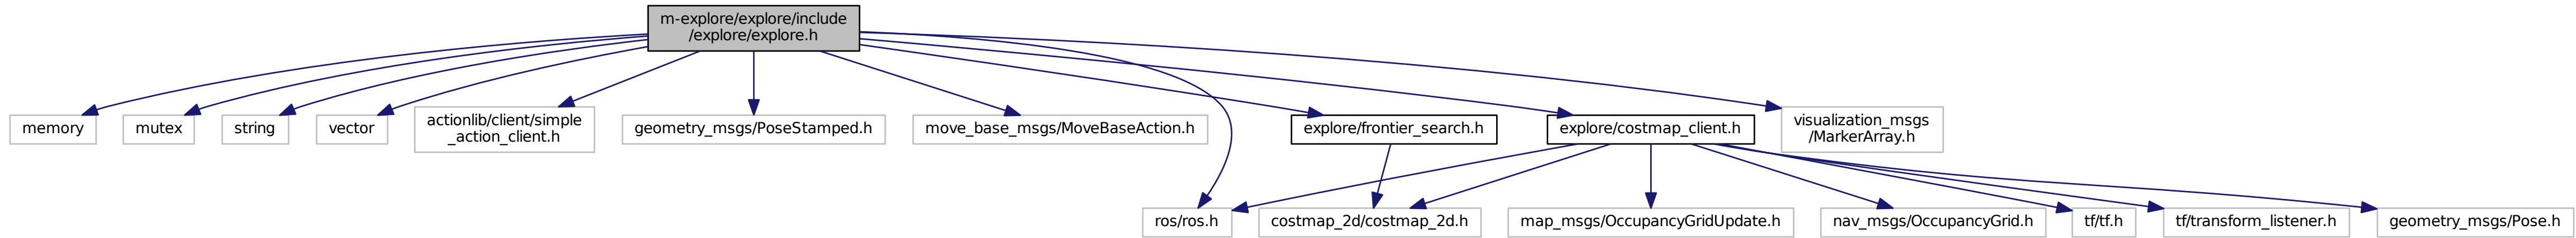 m-explore/explore/include
/explore/explore.h
memory
mutex
string
vector
actionlib/client/simple
_action_client.h
geometry_msgs/PoseStamped.h
move_base_msgs/MoveBaseAction.h
explore/frontier_search.h
explore/costmap_client.h
visualization_msgs
/MarkerArray.h
ros/ros.h
costmap_2d/costmap_2d.h
map_msgs/OccupancyGridUpdate.h
nav_msgs/OccupancyGrid.h
tf/tf.h
tf/transform_listener.h
geometry_msgs/Pose.h